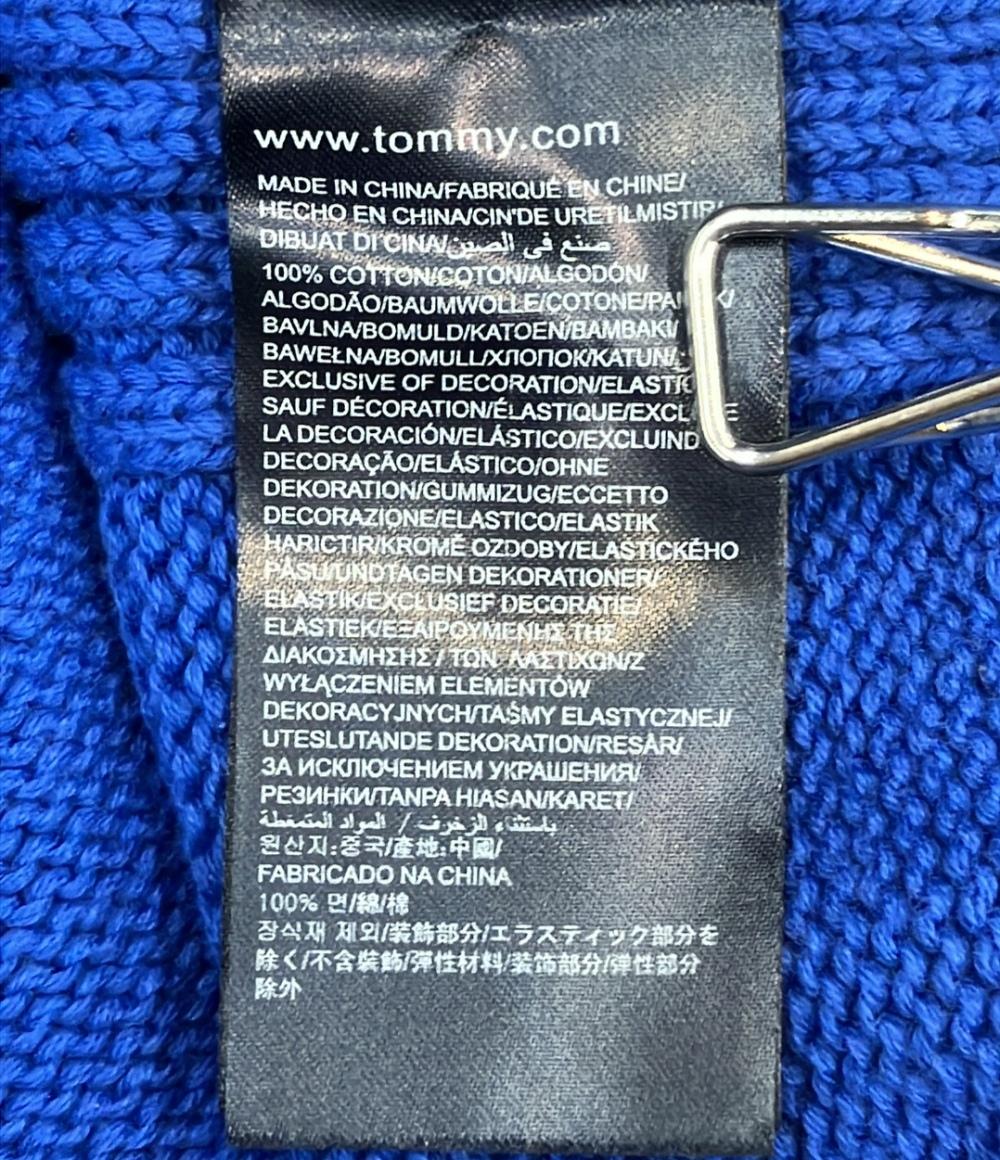 www.tommy.com
MADE IN CHINA/FABRIQUÉ EN CHINE/
HECHO EN CHINA/CIN'DE URETILMISTIR/
DIBUAT DI CINA/صنع في الصين
100% COTTON/COTON/ALGODÓN/
ALGODÃO/BAUMWOLLE/COTONE/
BAVLNA/BOMULD/KATOEN/BAMBAKI/
BAWEŁNA/BOMULL/ХЛОПОК/KATUN/
EXCLUSIVE OF DECORATION/
SAUF DÉCORATION/ÉLASTIQUE/
LA DECORACIÓN/ELÁSTICO/
DECORAÇÃO/ELÁSTICO/OHNE
DEKORATION/GUMMIZUG/ECCETTO
DECORAZIONE/ELASTICO/ELASTIK
HARICTIR/KROMĚ OZDOBY/ELASTICKÉHO
PÁSU/UNDTAGEN DEKORATIONER/
ELASTIK/EXCLUSIEF DECORATIE/
ELASTIEK/ΕΞΑΙΡΟΥΜΕΝΗΣ ΤΗΣ
ΔΙΑΚΟΣΜΗΣΗΣ / ΤΩΝ ΛΑΣΤΙΧΩΝ/Z
WYŁĄCZENIEM ELEMENTÓW
DEKORACYJNYCH/TAŚMY ELASTYCZNEJ/
UTESLUTANDE DEKORATION/RESÅR/
ЗА ИСКЛЮЧЕНИЕМ УКРАШЕНИЯ/
РЕЗИНКИ/TANPA HIASAN/KARET/
باستثناء الزخرف / المواد المتمغطة
원산지:중국/產地:中國/
FABRICADO NA CHINA
100% 면/綿/棉
장식재 제외/装飾部分/エラスティック部分を
除く/不含裝飾/彈性材料/装饰部分/弹性部分
除外